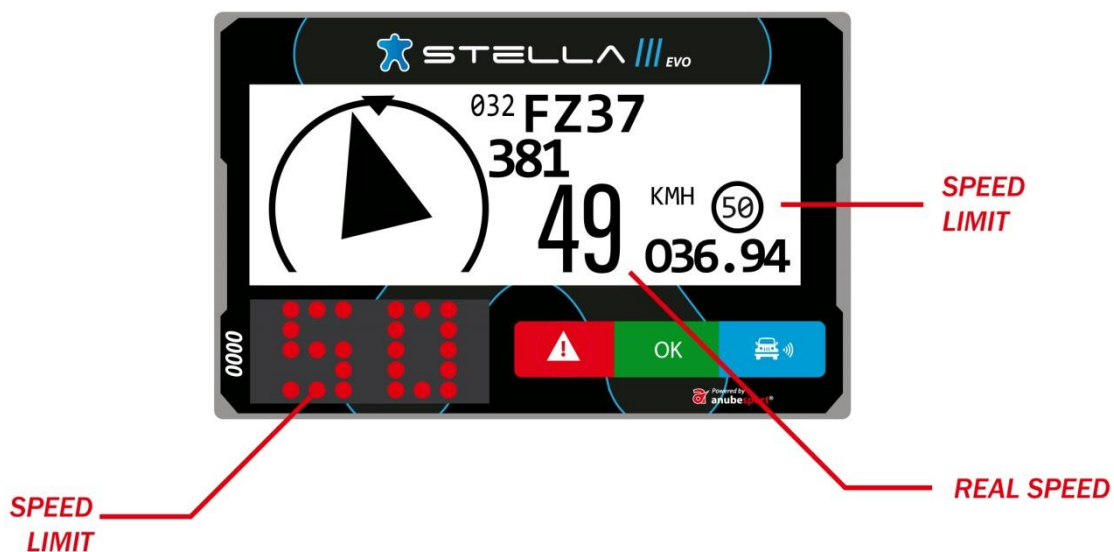 STELLA III EVO
032 FZ37
381
49 KMH 50
036.94
SPEED
LIMIT
0000
50
OK
Powered by
anubesport®
REAL SPEED
SPEED
LIMIT